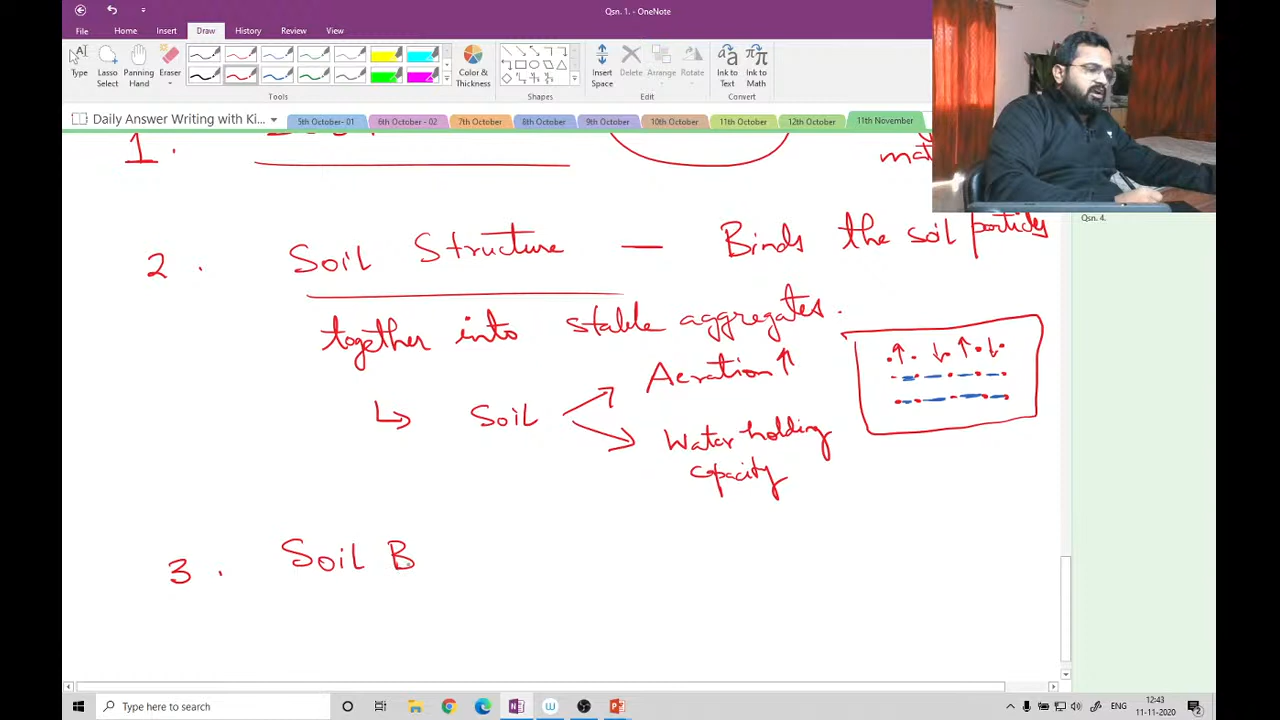 Qsn. 1. - OneNote
File Home Insert Draw History Review View
Type
Lasso Select
Panning Hand
Eraser
Color & Thickness
Insert Space
Delete
Arrange
Rotate
Ink to Text
Ink to Math
Tools
Shapes
Edit
Convert
Daily Answer Writing with Ki...
5th October- 01
6th October - 02
7th October
8th October
9th October
10th October
11th October
12th October
11th November
Qsn. 4.
1.
2. Soil Structure — Binds the soil particles
together into stable aggregates.
↳ Soil
Aeration ↑
Water holding
capacity
3. Soil B
Type here to search
ENG
12:43
11-11-2020
2